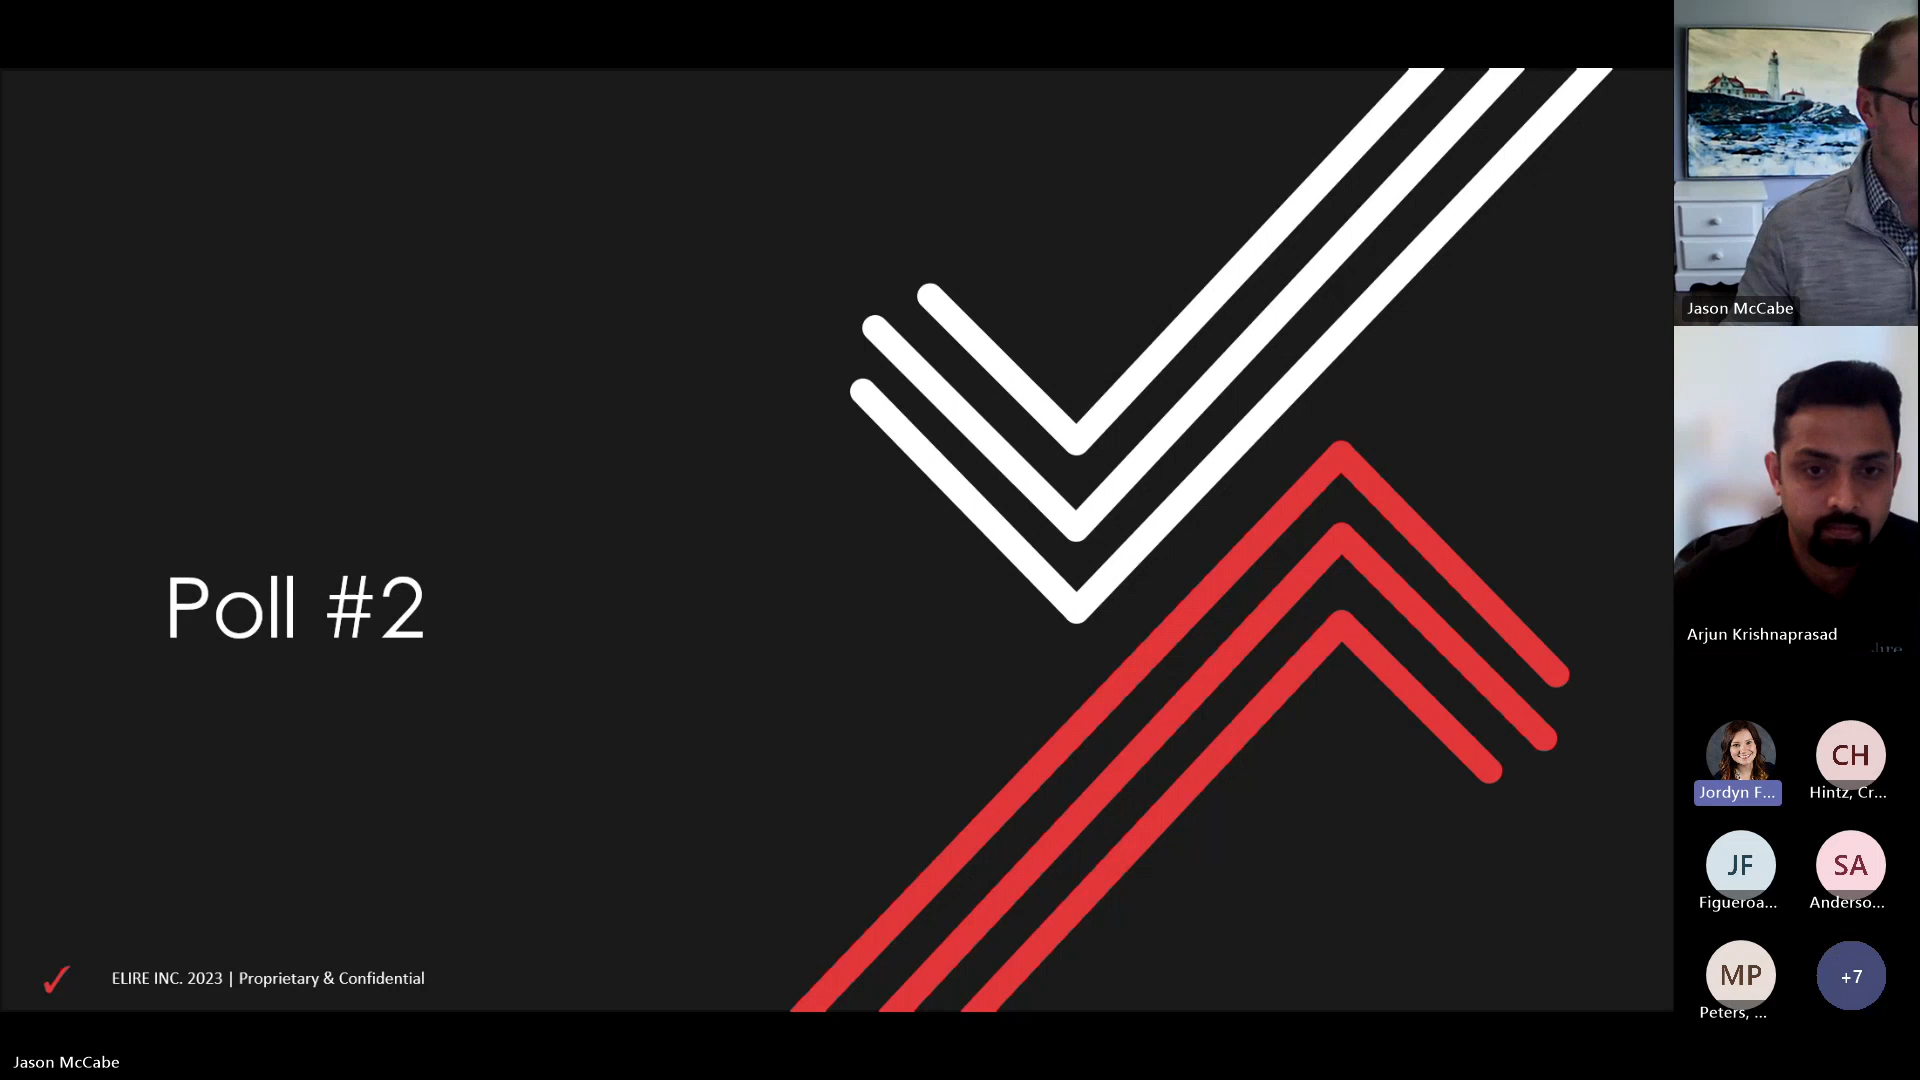 Poll #2
ELIRE INC. 2023 | Proprietary & Confidential
Jason McCabe
Jason McCabe
Arjun Krishnaprasad
Jordyn F...
CH
Hintz, Cr...
JF
Figueroa...
SA
Anderso...
MP
Peters, ...
+7